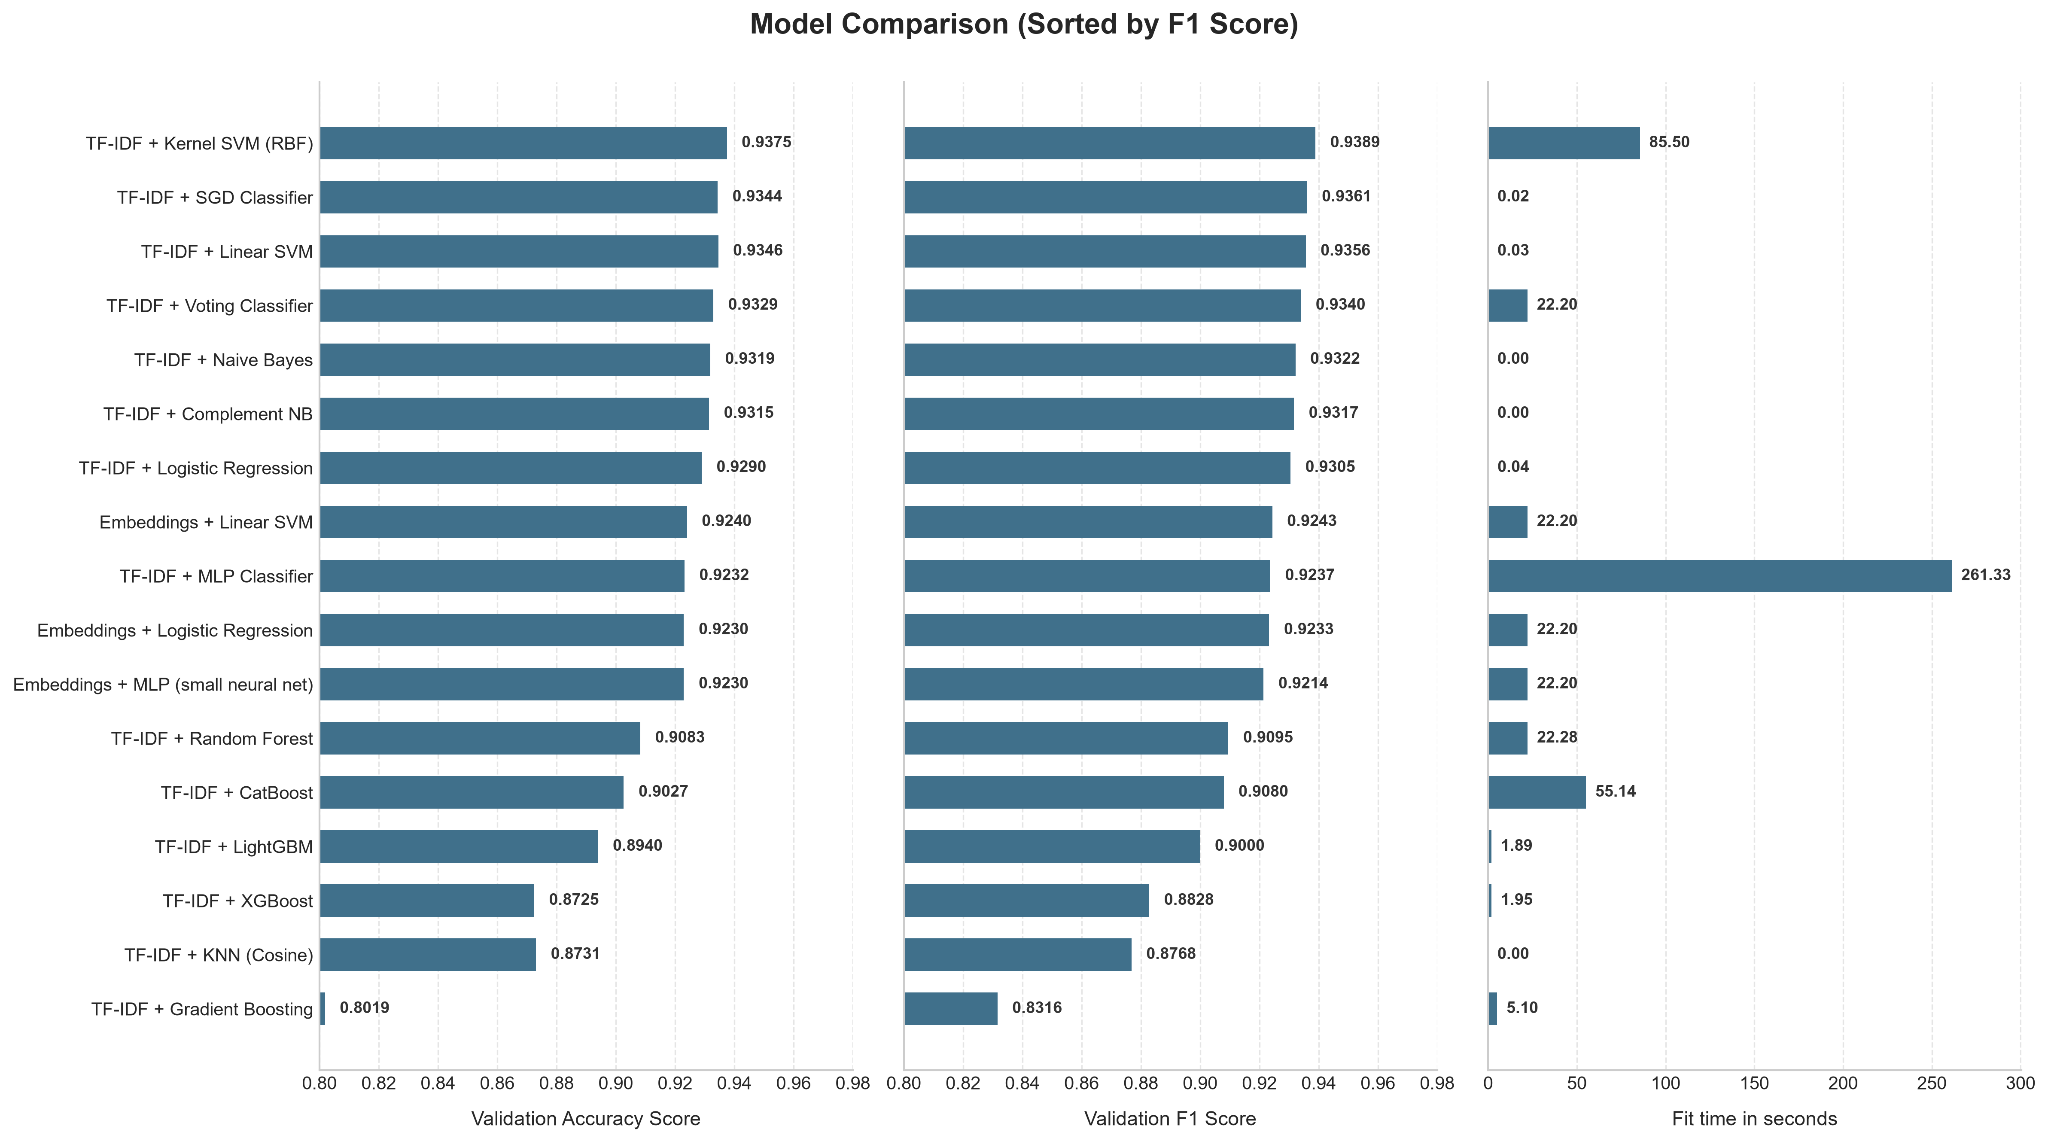 Model Comparison (Sorted by F1 Score)
TF-IDF + Kernel SVM (RBF) 0.9375 0.9389 85.50
TF-IDF + SGD Classifier 0.9344 0.9361 0.02
TF-IDF + Linear SVM 0.9346 0.9356 0.03
TF-IDF + Voting Classifier 0.9329 0.9340 22.20
TF-IDF + Naive Bayes 0.9319 0.9322 0.00
TF-IDF + Complement NB 0.9315 0.9317 0.00
TF-IDF + Logistic Regression 0.9290 0.9305 0.04
Embeddings + Linear SVM 0.9240 0.9243 22.20
TF-IDF + MLP Classifier 0.9232 0.9237 261.33
Embeddings + Logistic Regression 0.9230 0.9233 22.20
Embeddings + MLP (small neural net) 0.9230 0.9214 22.20
TF-IDF + Random Forest 0.9083 0.9095 22.28
TF-IDF + CatBoost 0.9027 0.9080 55.14
TF-IDF + LightGBM 0.8940 0.9000 1.89
TF-IDF + XGBoost 0.8725 0.8828 1.95
TF-IDF + KNN (Cosine) 0.8731 0.8768 0.00
TF-IDF + Gradient Boosting 0.8019 0.8316 5.10
0.80 0.82 0.84 0.86 0.88 0.90 0.92 0.94 0.96 0.98 0.80 0.82 0.84 0.86 0.88 0.90 0.92 0.94 0.96 0.98 0 50 100 150 200 250 300
Validation Accuracy Score Validation F1 Score Fit time in seconds